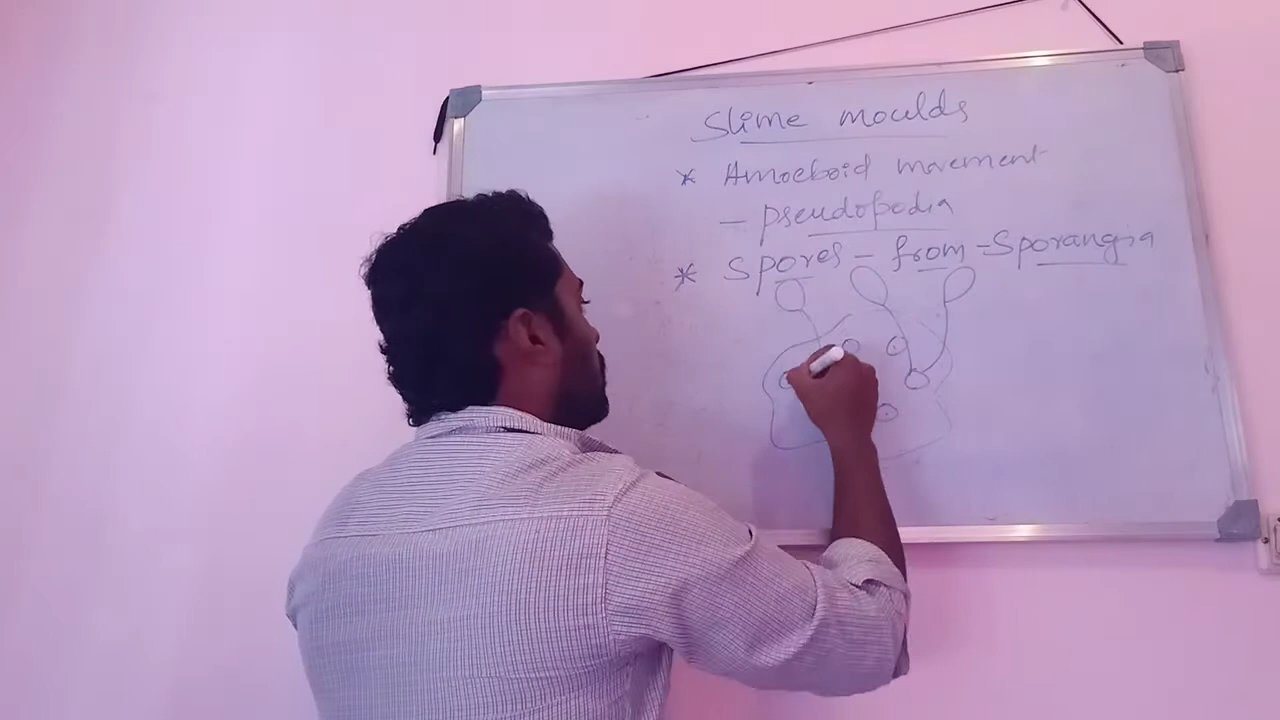 Slime moulds
* Amoeboid movement
- pseudopodia
* Spores - from - Sporangia